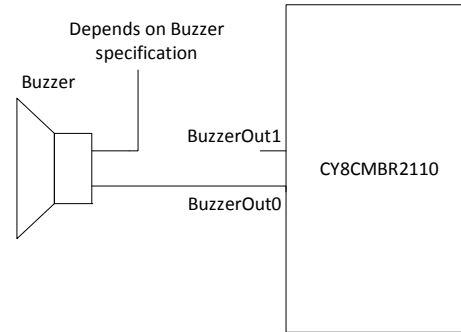 Depends on Buzzer
specification
Buzzer
BuzzerOut1
CY8CMBR2110
BuzzerOut0